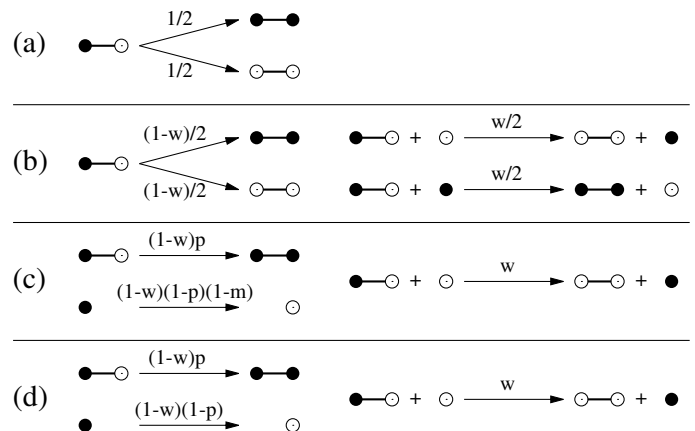 (a) 1/2
1/2
(b) (1-w)/2 + w/2 +
(1-w)/2 + w/2 +
(c) (1-w)p
+ w +
(1-w)(1-p)(1-m)
(d) (1-w)p
+ w +
(1-w)(1-p)